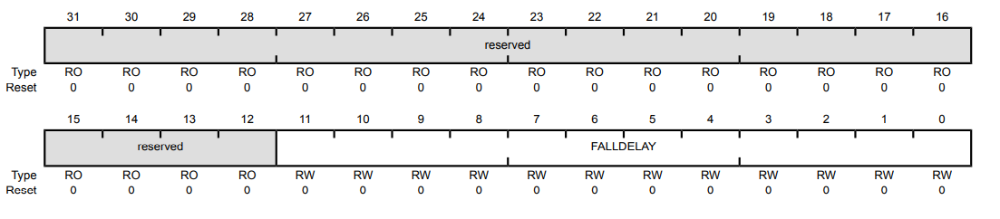 31 30 29 28 27 26 25 24 23 22 21 20 19 18 17 16
reserved
Type RO RO RO RO RO RO RO RO RO RO RO RO RO RO RO RO
Reset 0 0 0 0 0 0 0 0 0 0 0 0 0 0 0 0
15 14 13 12 11 10 9 8 7 6 5 4 3 2 1 0
reserved FALLDELAY
Type RO RO RO RO RW RW RW RW RW RW RW RW RW RW RW RW
Reset 0 0 0 0 0 0 0 0 0 0 0 0 0 0 0 0